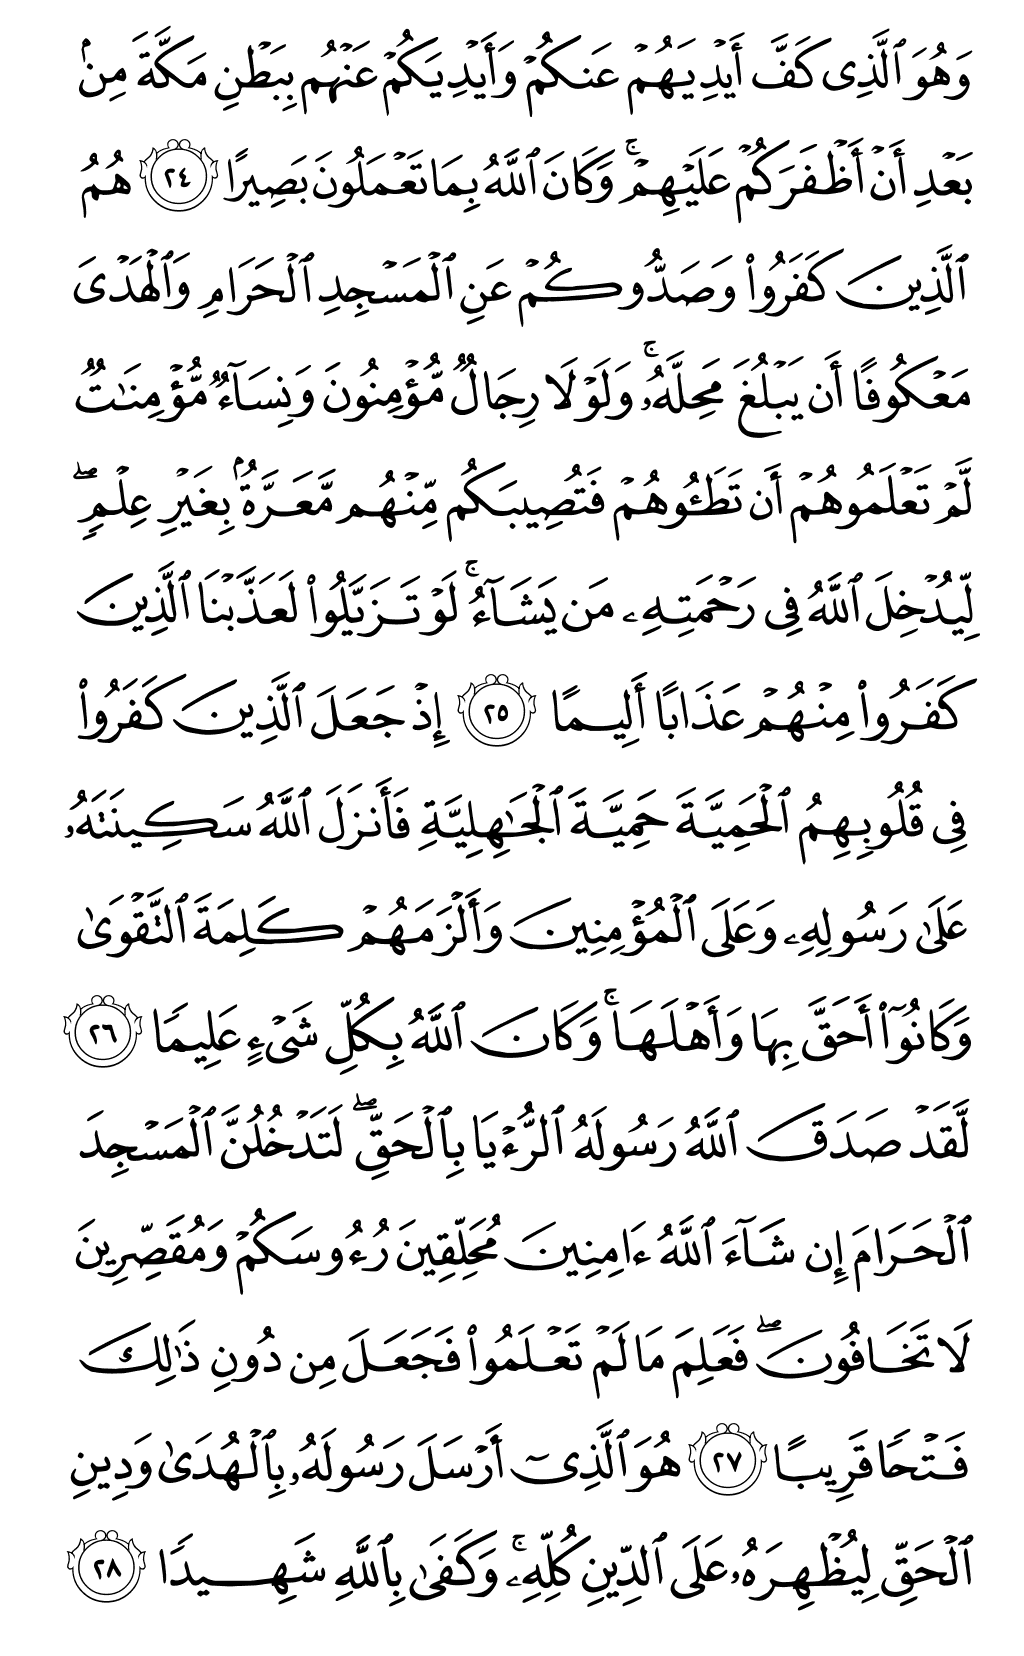 وَهُوَ ٱلَّذِى كَفَّ أَيْدِيَهُمْ عَنكُمْ وَأَيْدِيَكُمْ عَنْهُم بِبَطْنِ مَكَّةَ مِنۢ
بَعْدِ أَنْ أَظْفَرَكُمْ عَلَيْهِمْ ۚ وَكَانَ ٱللَّهُ بِمَا تَعْمَلُونَ بَصِيرًا ٢٤ هُمُ
ٱلَّذِينَ كَفَرُوا۟ وَصَدُّوكُمْ عَنِ ٱلْمَسْجِدِ ٱلْحَرَامِ وَٱلْهَدْىَ
مَعْكُوفًا أَن يَبْلُغَ مَحِلَّهُۥ ۚ وَلَوْلَا رِجَالٌ مُّؤْمِنُونَ وَنِسَآءٌ مُّؤْمِنَـٰتٌ
لَّمْ تَعْلَمُوهُمْ أَن تَطَـُٔوهُمْ فَتُصِيبَكُم مِّنْهُم مَّعَرَّةٌۢ بِغَيْرِ عِلْمٍ ۖ
لِّيُدْخِلَ ٱللَّهُ فِى رَحْمَتِهِۦ مَن يَشَآءُ ۚ لَوْ تَزَيَّلُوا۟ لَعَذَّبْنَا ٱلَّذِينَ
كَفَرُوا۟ مِنْهُمْ عَذَابًا أَلِيمًا ٢٥ إِذْ جَعَلَ ٱلَّذِينَ كَفَرُوا۟
فِى قُلُوبِهِمُ ٱلْحَمِيَّةَ حَمِيَّةَ ٱلْجَـٰهِلِيَّةِ فَأَنزَلَ ٱللَّهُ سَكِينَتَهُۥ
عَلَىٰ رَسُولِهِۦ وَعَلَى ٱلْمُؤْمِنِينَ وَأَلْزَمَهُمْ كَلِمَةَ ٱلتَّقْوَىٰ
وَكَانُوٓا۟ أَحَقَّ بِهَا وَأَهْلَهَا ۚ وَكَانَ ٱللَّهُ بِكُلِّ شَىْءٍ عَلِيمًا ٢٦
لَّقَدْ صَدَقَ ٱللَّهُ رَسُولَهُ ٱلرُّءْيَا بِٱلْحَقِّ ۖ لَتَدْخُلُنَّ ٱلْمَسْجِدَ
ٱلْحَرَامَ إِن شَآءَ ٱللَّهُ ءَامِنِينَ مُحَلِّقِينَ رُءُوسَكُمْ وَمُقَصِّرِينَ
لَا تَخَافُونَ ۖ فَعَلِمَ مَا لَمْ تَعْلَمُوا۟ فَجَعَلَ مِن دُونِ ذَٰلِكَ
فَتْحًا قَرِيبًا ٢٧ هُوَ ٱلَّذِىٓ أَرْسَلَ رَسُولَهُۥ بِٱلْهُدَىٰ وَدِينِ
ٱلْحَقِّ لِيُظْهِرَهُۥ عَلَى ٱلدِّينِ كُلِّهِۦ ۚ وَكَفَىٰ بِٱللَّهِ شَهِيدًا ٢٨